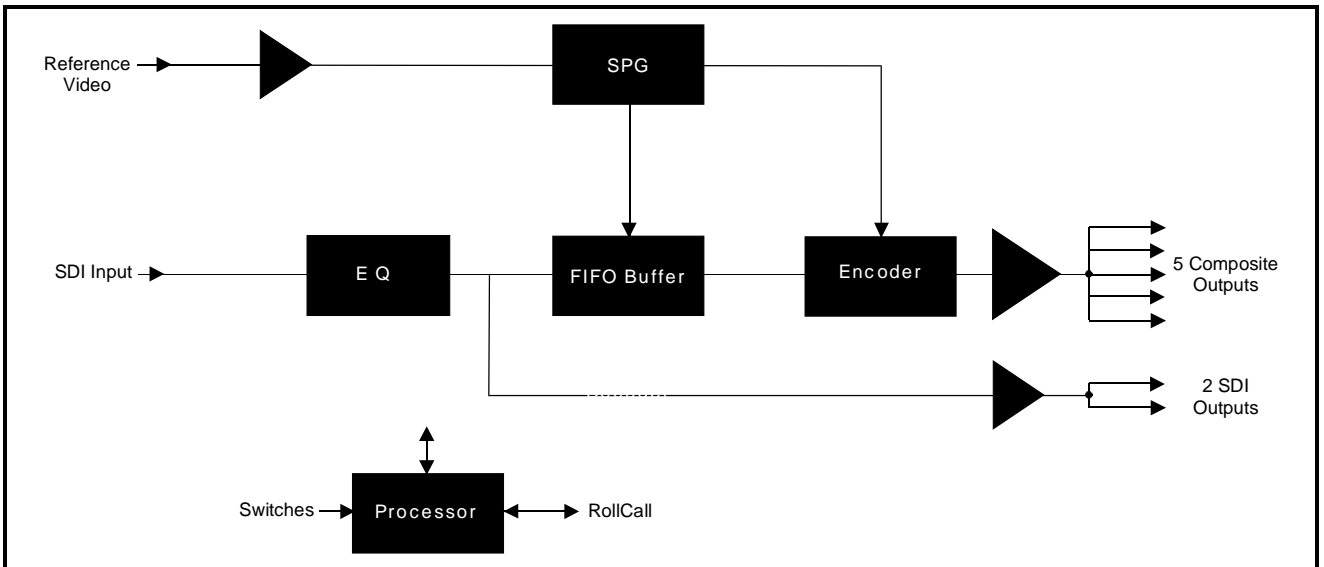 Reference
Video
SPG
SDI Input
E Q
FIFO Buffer
Encoder
5 Composite
Outputs
2 SDI
Outputs
Switches
Processor
RollCall